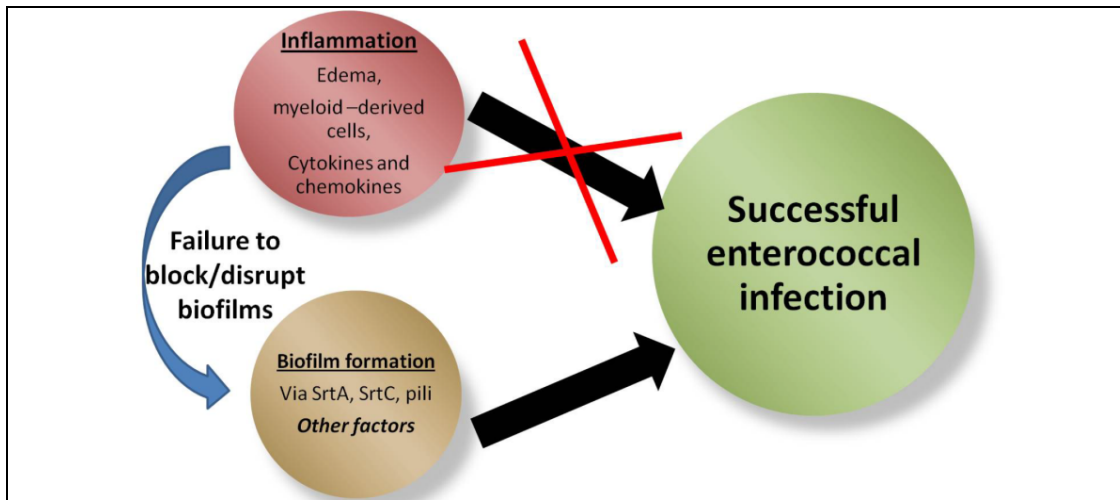 Inflammation
Edema,
myeloid –derived
cells,
Cytokines and
chemokines
Failure to
block/disrupt
biofilms
Biofilm formation
Via SrtA, SrtC, pili
Other factors
Successful
enterococcal
infection